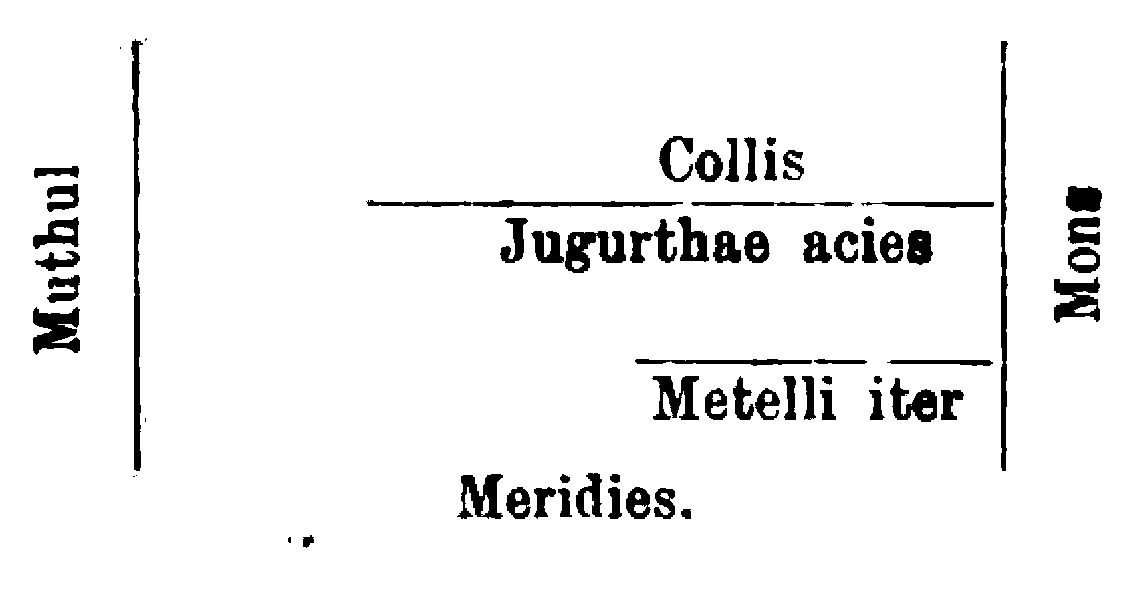 Muthul
Collis
Jugurthae acies
Mons
Metelli iter
Meridies.